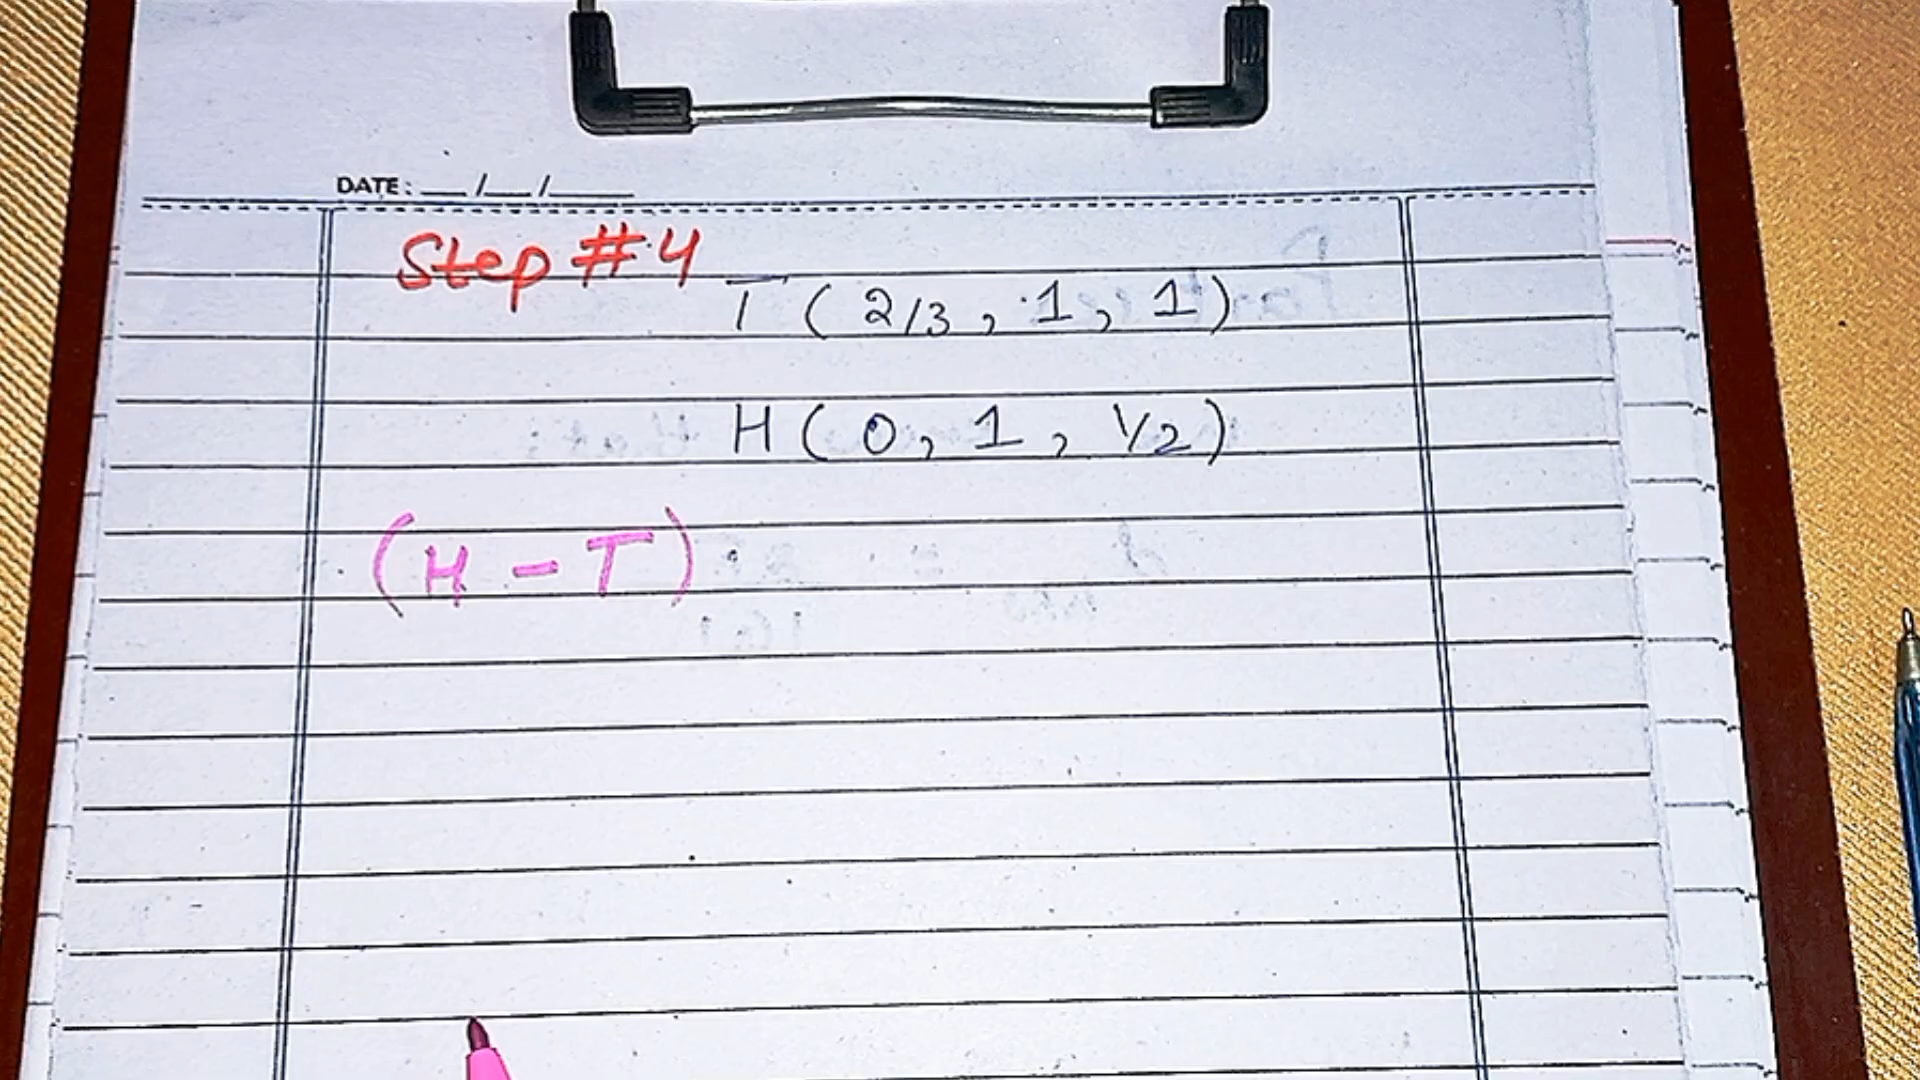 DATE: __/__/____
Step #4
T ( 2/3 , 1 , 1 )
H ( 0 , 1 , 1/2 )
(H - T)